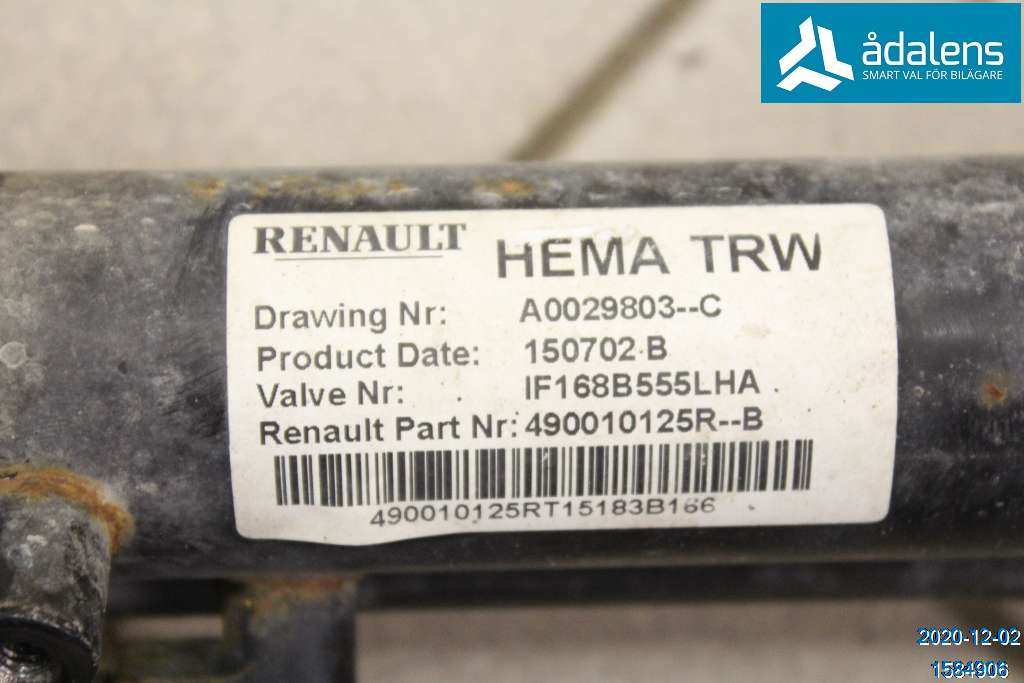 ådalens
SMART VAL FÖR BILÄGARE
RENAULT HEMA TRW
Drawing Nr: A0029803--C
Product Date: 150702 B
Valve Nr: IF168B555LHA
Renault Part Nr: 490010125R--B
490010125RT15183B166
2020-12-02
1584906